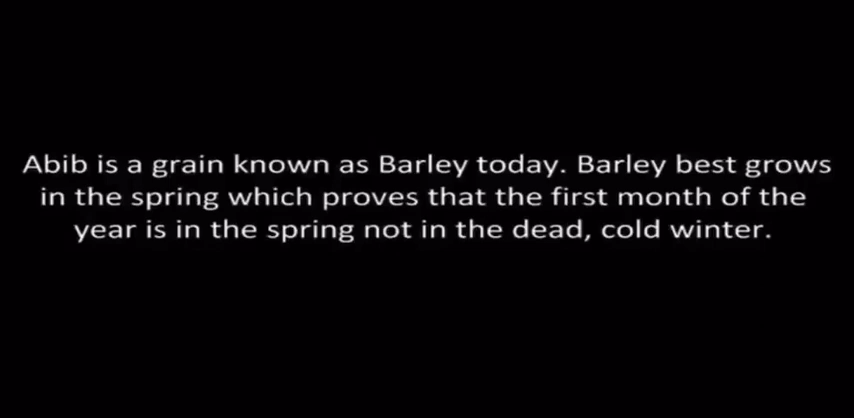 Abib is a grain known as Barley today. Barley best grows
in the spring which proves that the first month of the
year is in the spring not in the dead, cold winter.